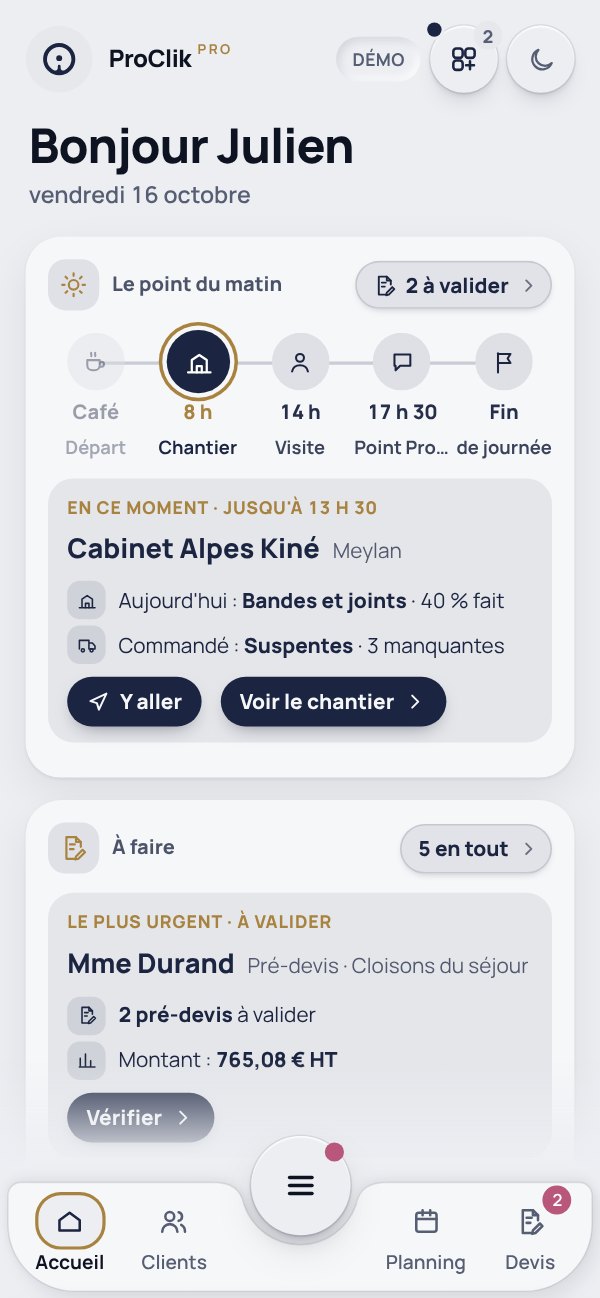 ProClik PRO
DÉMO
2
Bonjour Julien
vendredi 16 octobre
Le point du matin
2 à valider
Café
8 h
14 h
17 h 30
Fin
Départ
Chantier
Visite
Point Pro...
de journée
EN CE MOMENT · JUSQU'À 13 H 30
Cabinet Alpes Kiné Meylan
Aujourd'hui : Bandes et joints · 40 % fait
Commandé : Suspentes · 3 manquantes
Y aller
Voir le chantier
À faire
5 en tout
LE PLUS URGENT · À VALIDER
Mme Durand Pré-devis · Cloisons du séjour
2 pré-devis à valider
Montant : 765,08 € HT
Vérifier
2
Accueil
Clients
Planning
Devis